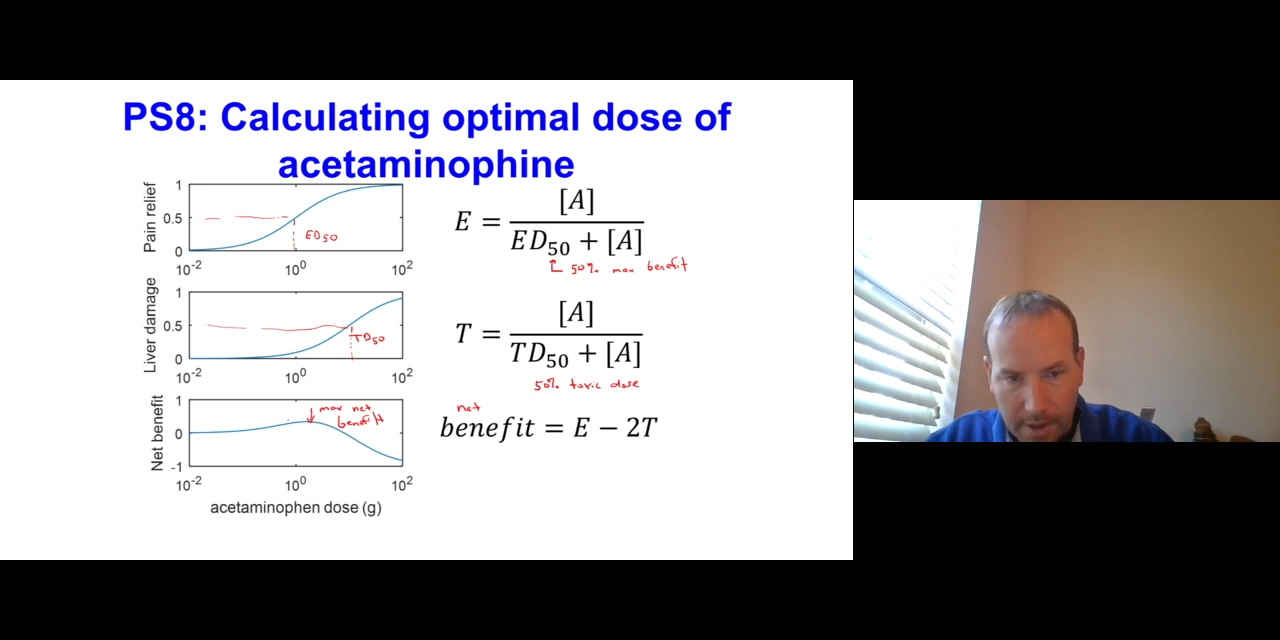 PS8: Calculating optimal dose of
acetaminophine
Pain relief
1
0.5
0
10^-2
10^0
10^2
ED50
E = [A] / ED50 + [A]
50% max benefit
Liver damage
1
0.5
0
10^-2
10^0
10^2
TD50
T = [A] / TD50 + [A]
50% toxic dose
Net benefit
1
0
-1
10^-2
10^0
10^2
max net
benefit
acetaminophen dose (g)
net
benefit = E − 2T